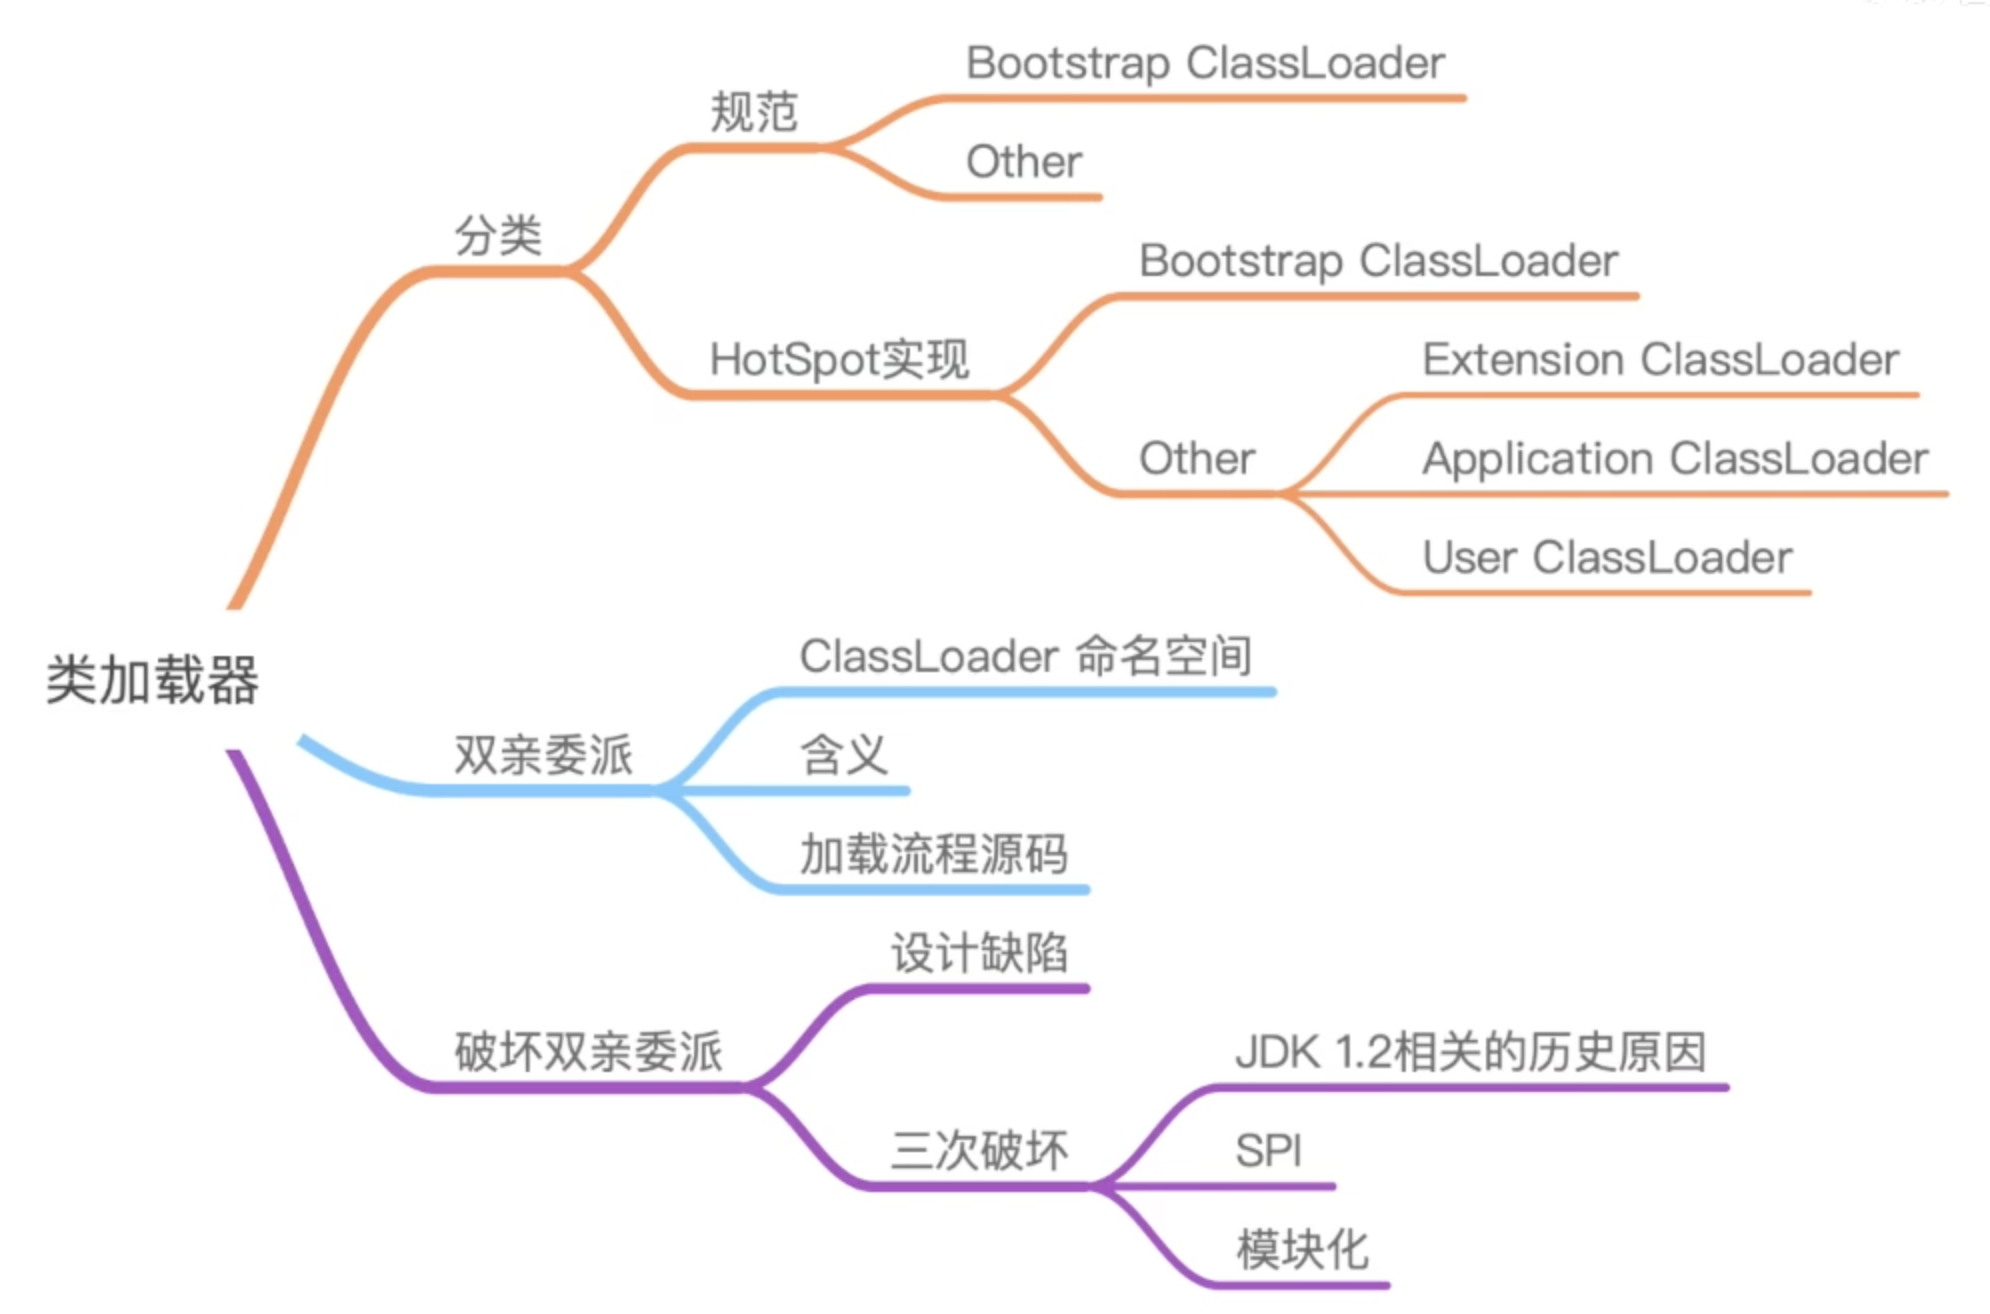 类加载器
分类
规范
Bootstrap ClassLoader
Other
HotSpot实现
Bootstrap ClassLoader
Other
Extension ClassLoader
Application ClassLoader
User ClassLoader
双亲委派
ClassLoader 命名空间
含义
加载流程源码
破坏双亲委派
设计缺陷
三次破坏
JDK 1.2相关的历史原因
SPI
模块化